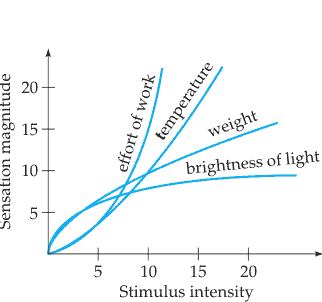 Sensation magnitude
20
15
10
5
effort of work
temperature
weight
brightness of light
5 10 15 20
Stimulus intensity